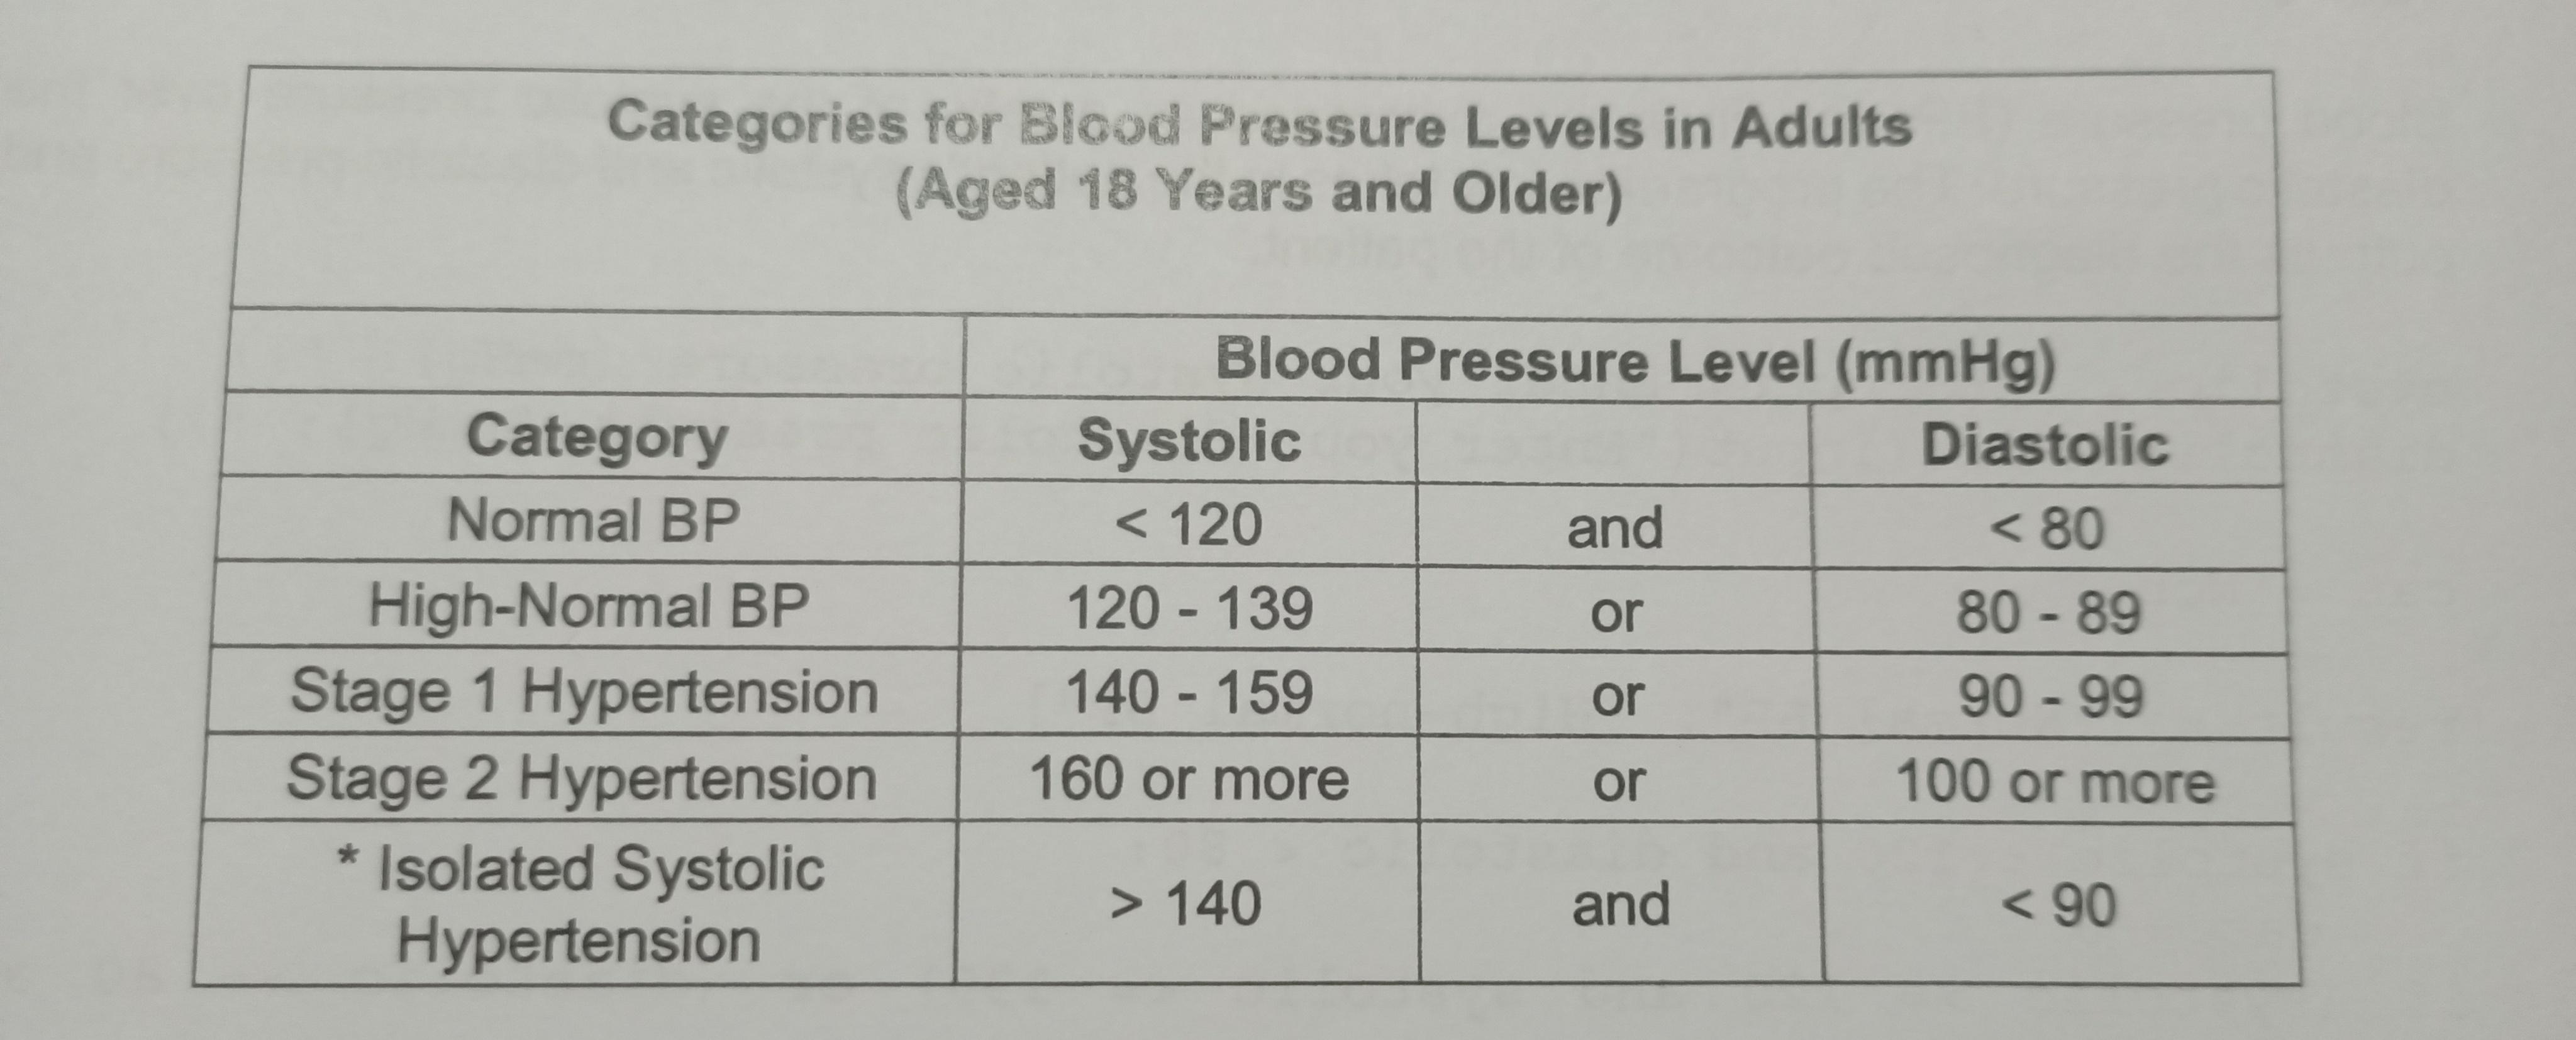 Categories for Blood Pressure Levels in Adults
(Aged 18 Years and Older)
Blood Pressure Level (mmHg)
Category Systolic Diastolic
Normal BP < 120 and < 80
High-Normal BP 120 - 139 or 80 - 89
Stage 1 Hypertension 140 - 159 or 90 - 99
Stage 2 Hypertension 160 or more or 100 or more
* Isolated Systolic
Hypertension > 140 and < 90